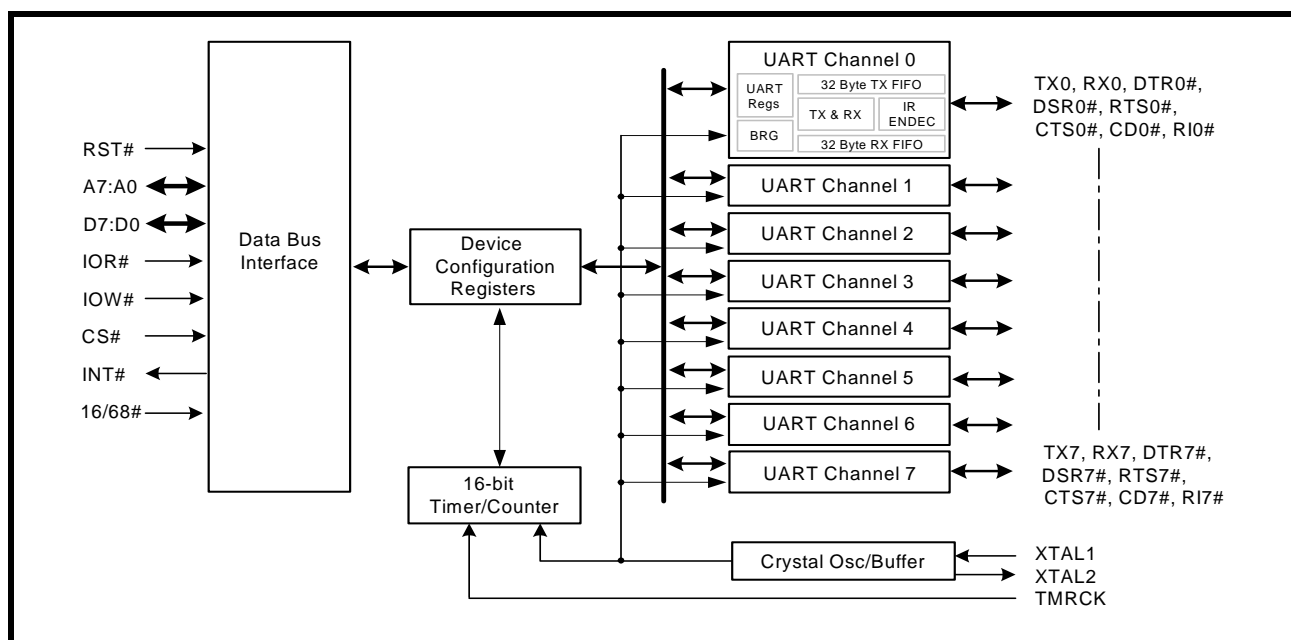 RST#
A7:A0
D7:D0
IOR#
IOW#
CS#
INT#
16/68#
Data Bus
Interface
Device
Configuration
Registers
16-bit
Timer/Counter
UART Channel 0
UART
Regs
BRG
32 Byte TX FIFO
TX & RX
IR
ENDEC
32 Byte RX FIFO
UART Channel 1
UART Channel 2
UART Channel 3
UART Channel 4
UART Channel 5
UART Channel 6
UART Channel 7
Crystal Osc/Buffer
TX0, RX0, DTR0#,
DSR0#, RTS0#,
CTS0#, CD0#, RI0#
TX7, RX7, DTR7#,
DSR7#, RTS7#,
CTS7#, CD7#, RI7#
XTAL1
XTAL2
TMRCK